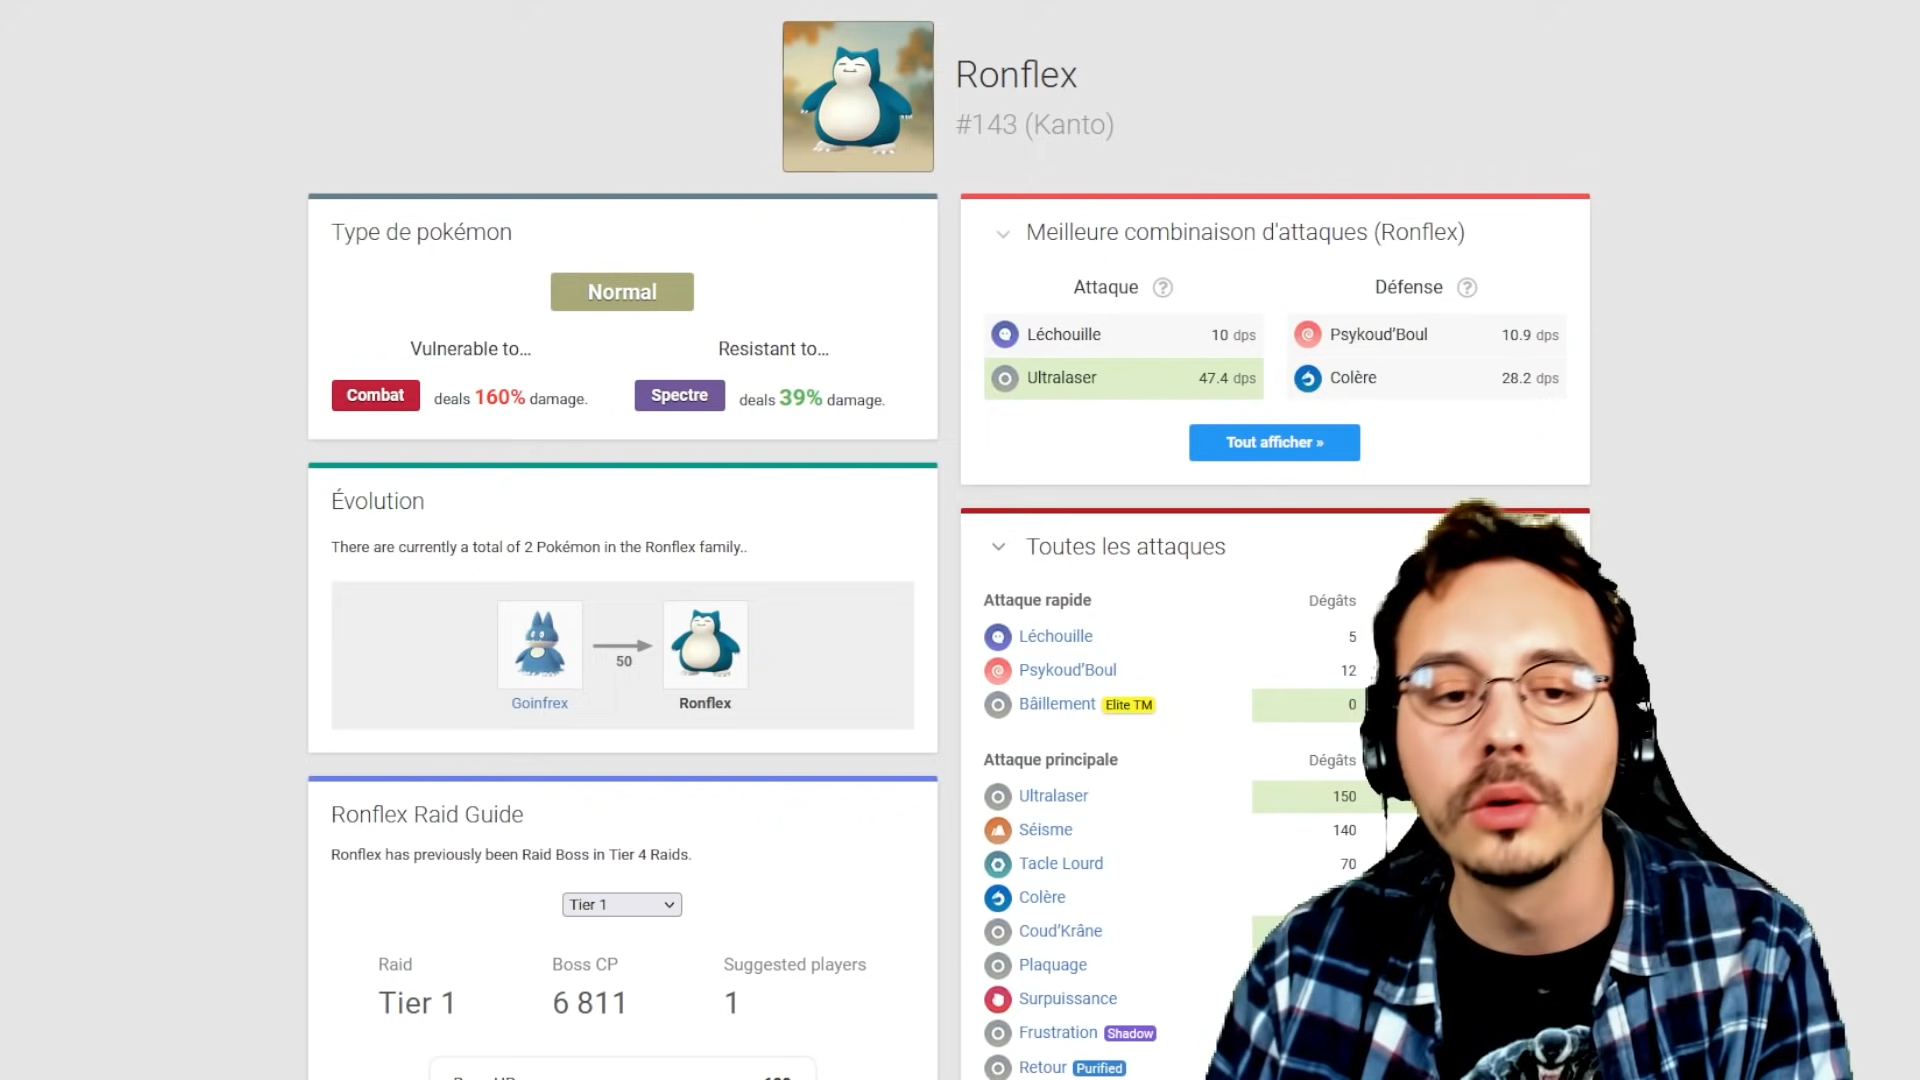 Ronflex
#143 (Kanto)
Type de pokémon
Normal
Vulnerable to...
Resistant to...
Combat deals 160% damage.
Spectre deals 39% damage.
Évolution
There are currently a total of 2 Pokémon in the Ronflex family..
50
Goinfrex
Ronflex
Ronflex Raid Guide
Ronflex has previously been Raid Boss in Tier 4 Raids.
Tier 1
Raid
Boss CP
Suggested players
Tier 1
6 811
1
Meilleure combinaison d'attaques (Ronflex)
Attaque ?
Défense ?
Léchouille 10 dps
Psykoud'Boul 10.9 dps
Ultralaser 47.4 dps
Colère 28.2 dps
Tout afficher »
Toutes les attaques
Attaque rapide Dégâts
Léchouille 5
Psykoud'Boul 12
Bâillement Elite TM 0
Attaque principale Dégâts
Ultralaser 150
Séisme 140
Tacle Lourd 70
Colère
Coud'Krâne
Plaquage
Surpuissance
Frustration Shadow
Retour Purified